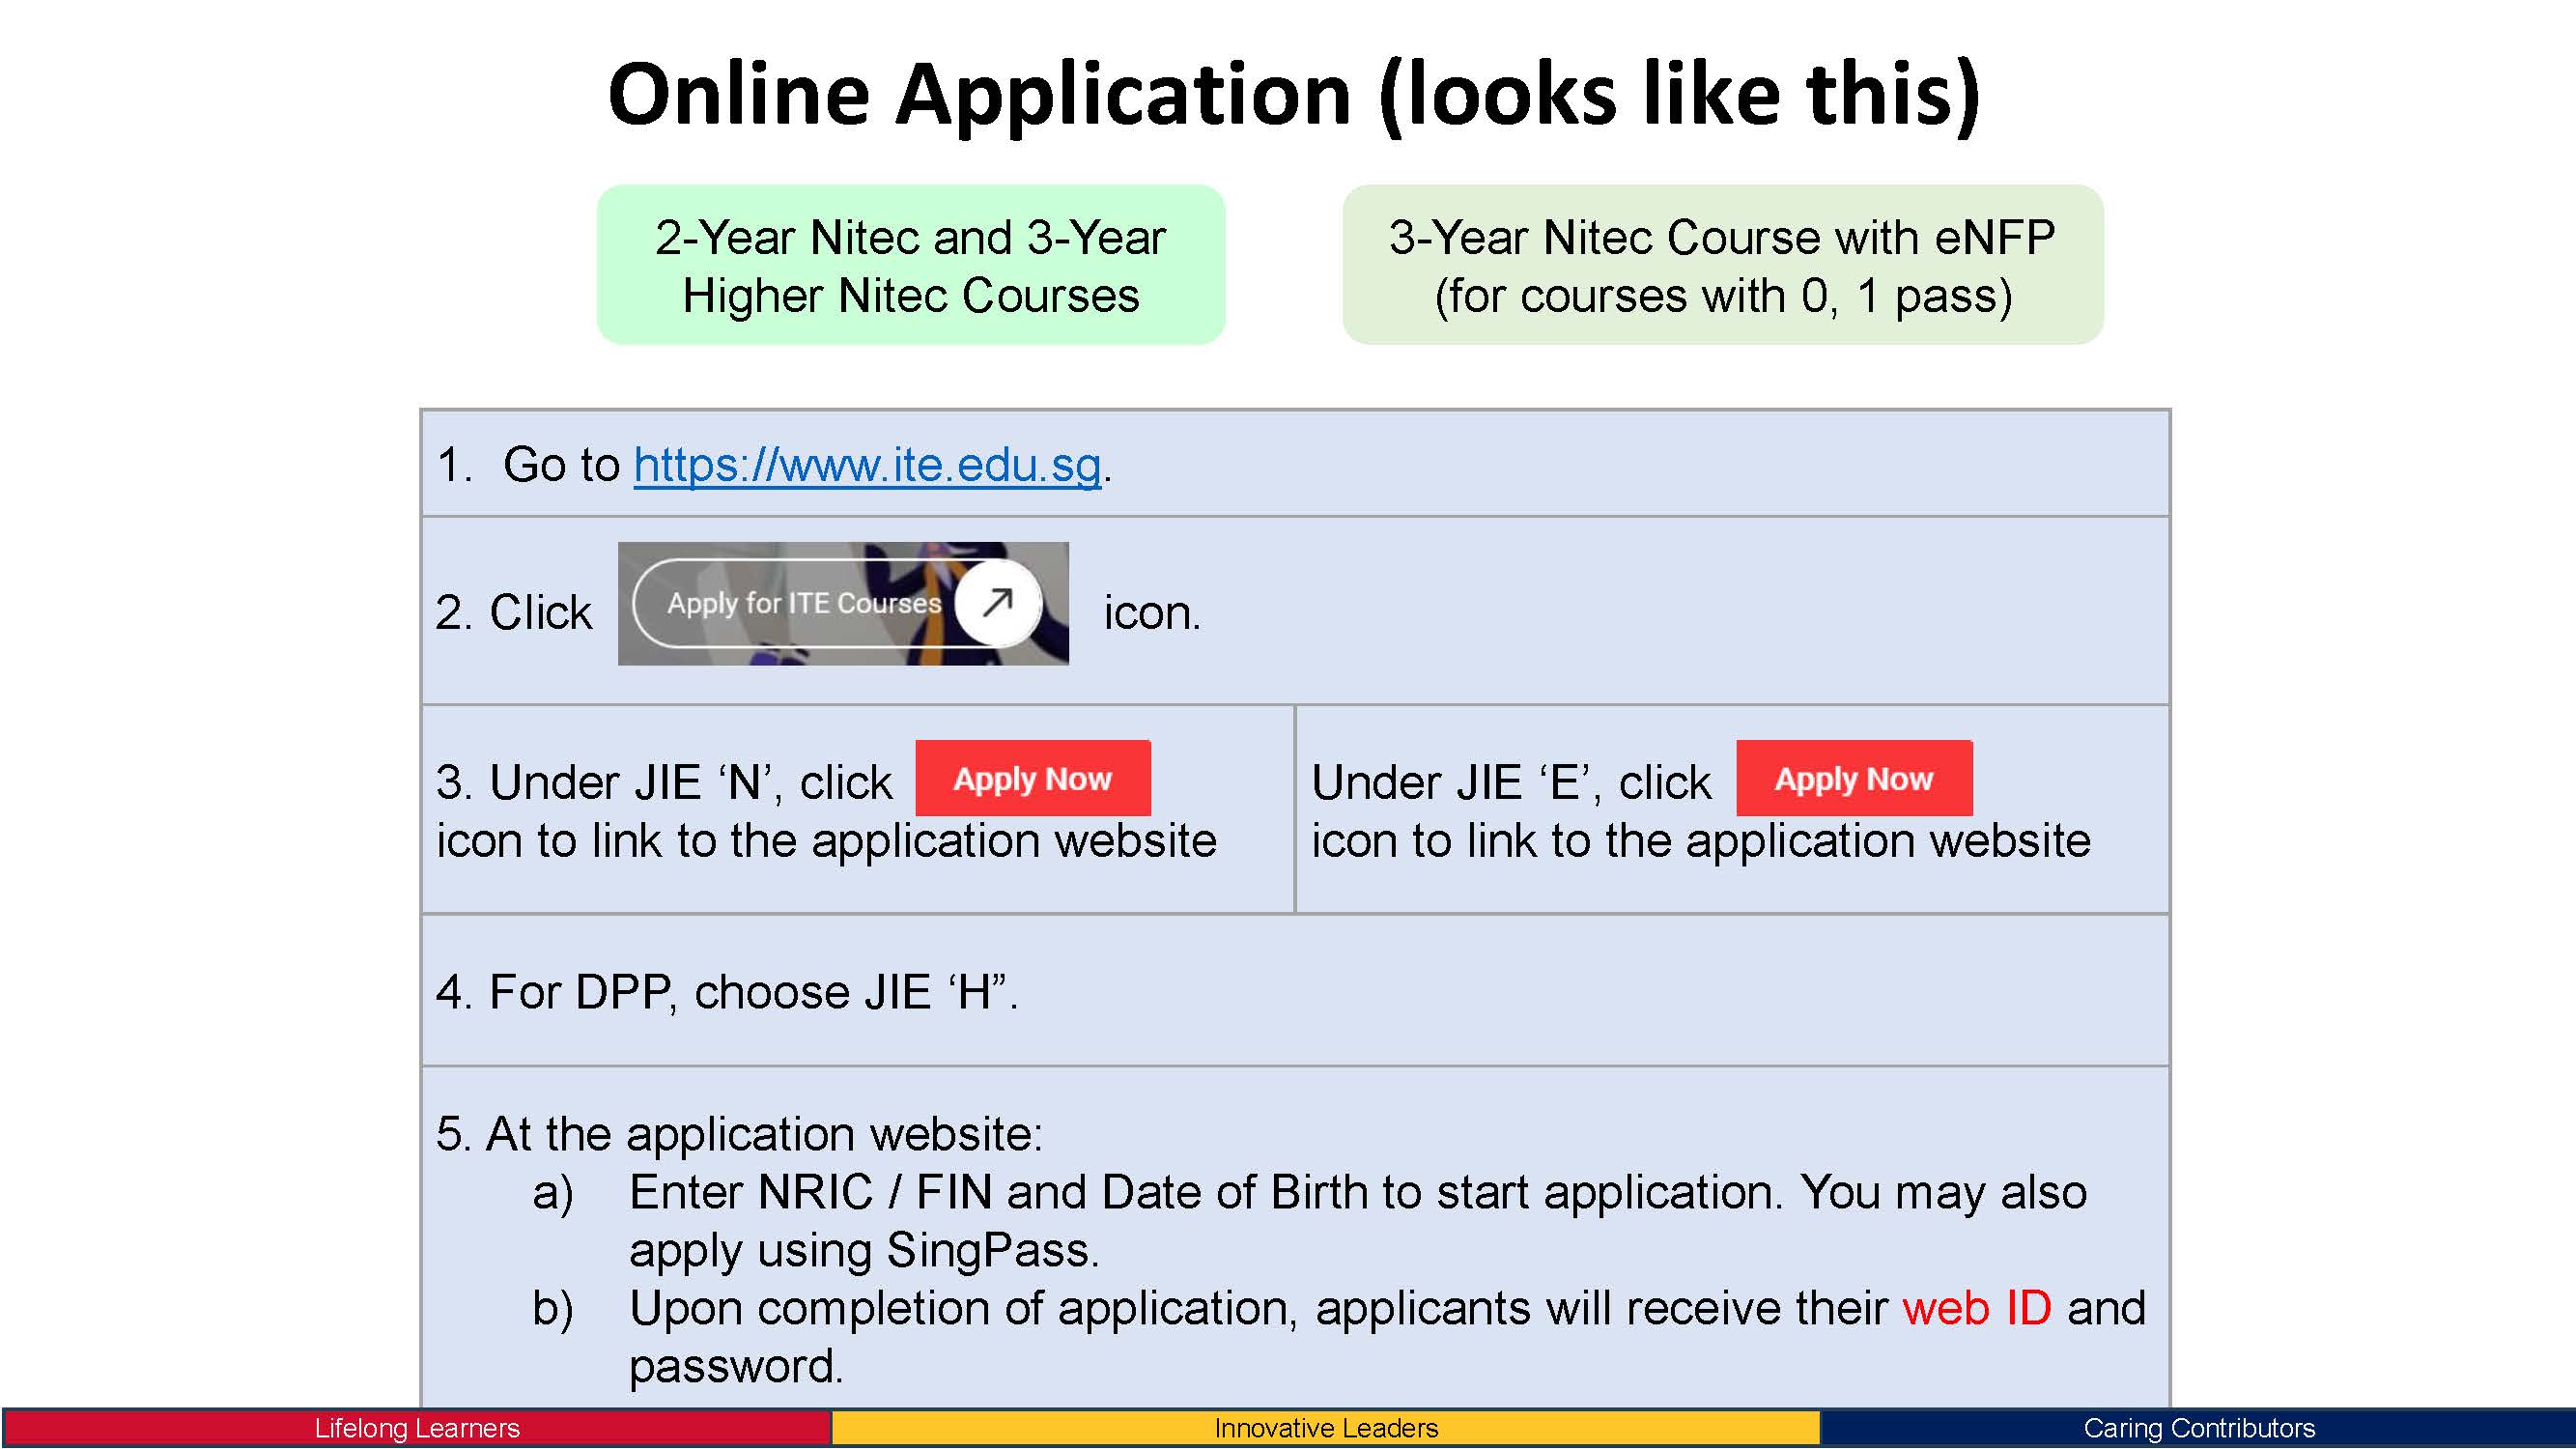 Online Application (looks like this)
2-Year Nitec and 3-Year
Higher Nitec Courses
3-Year Nitec Course with eNFP
(for courses with 0, 1 pass)
1. Go to https://www.ite.edu.sg.
2. Click Apply for ITE Courses icon.
3. Under JIE ‘N’, click Apply Now
icon to link to the application website
Under JIE ‘E’, click Apply Now
icon to link to the application website
4. For DPP, choose JIE ‘H”.
5. At the application website:
a) Enter NRIC / FIN and Date of Birth to start application. You may also
apply using SingPass.
b) Upon completion of application, applicants will receive their web ID and
password.
Lifelong Learners
Innovative Leaders
Caring Contributors